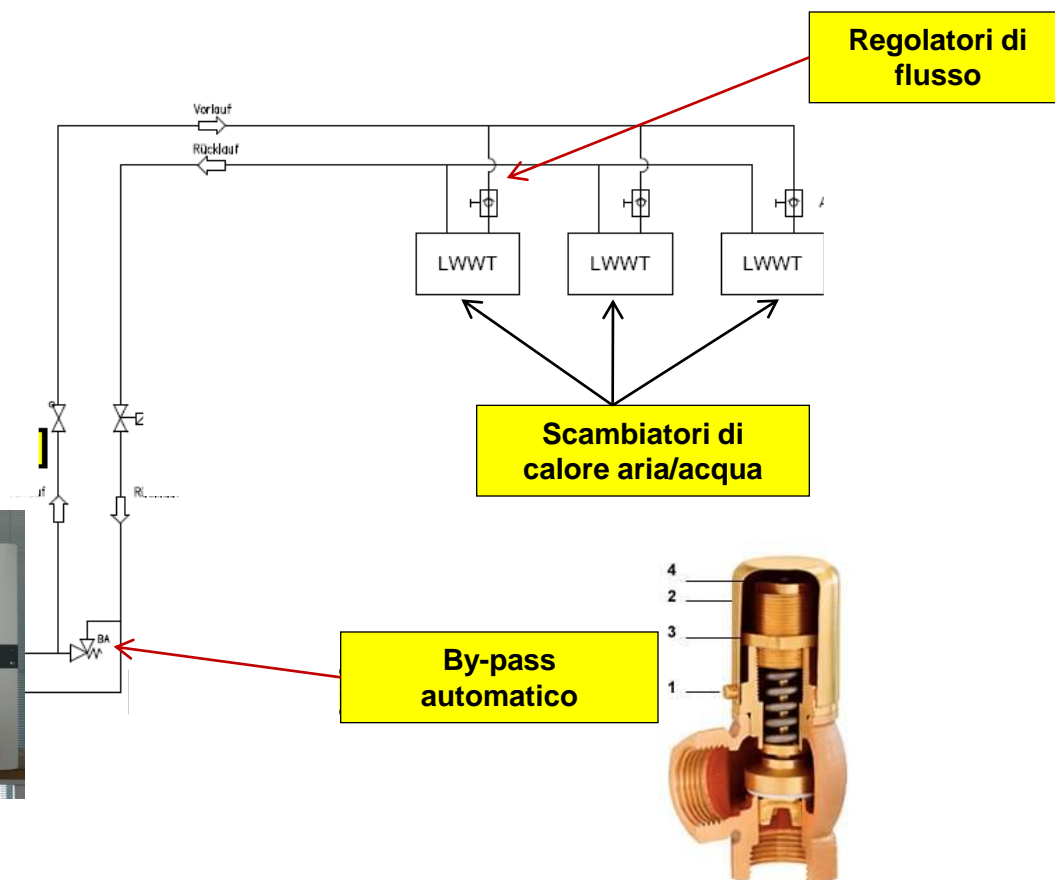 Regolatori di
flusso
Vorlauf
Rücklauf
LWWT
LWWT
LWWT
Scambiatori di
calore aria/acqua
BA
By-pass
automatico
4
2
3
1